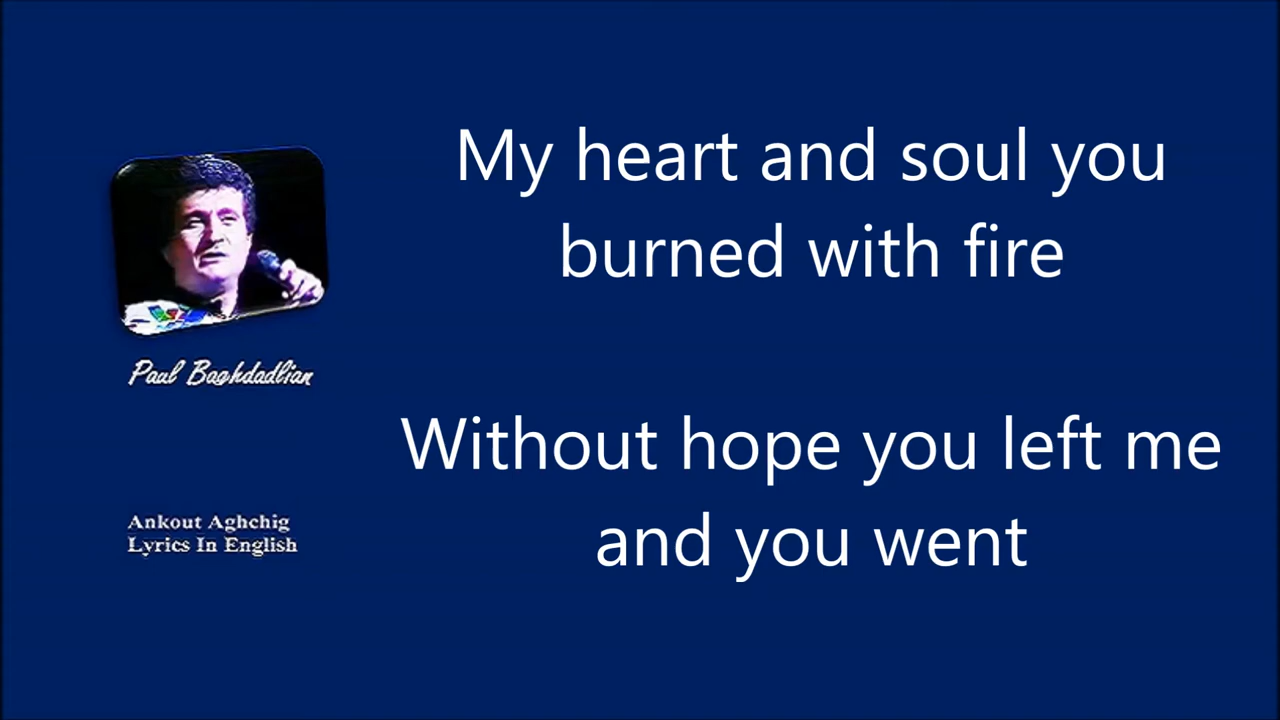 My heart and soul you
burned with fire
Without hope you left me
and you went
Paul Baghdadlian
Ankout Aghchig
Lyrics In English